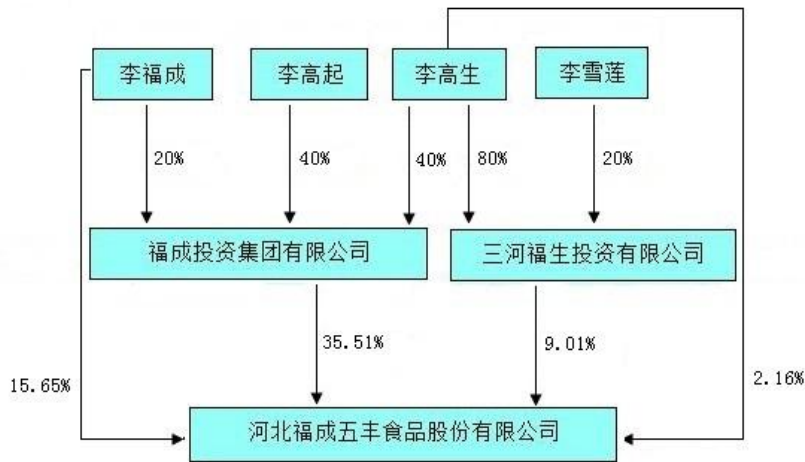 李福成
李高起
李高生
李雪莲
20%
40%
40%
80%
20%
福成投资集团有限公司
三河福生投资有限公司
35.51%
9.01%
15.65%
2.16%
河北福成五丰食品股份有限公司